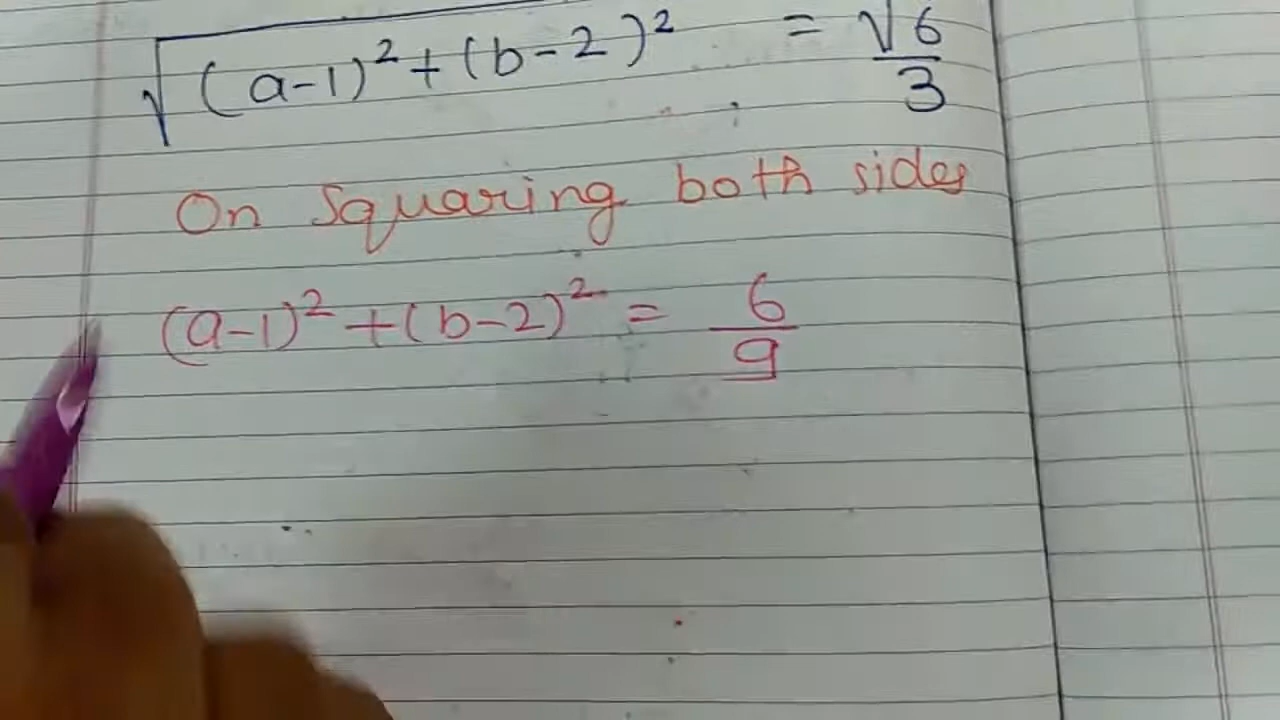 √(a-1)² + (b-2)² = √6/3
On Squaring both sides
(a-1)² + (b-2)² = 6/9